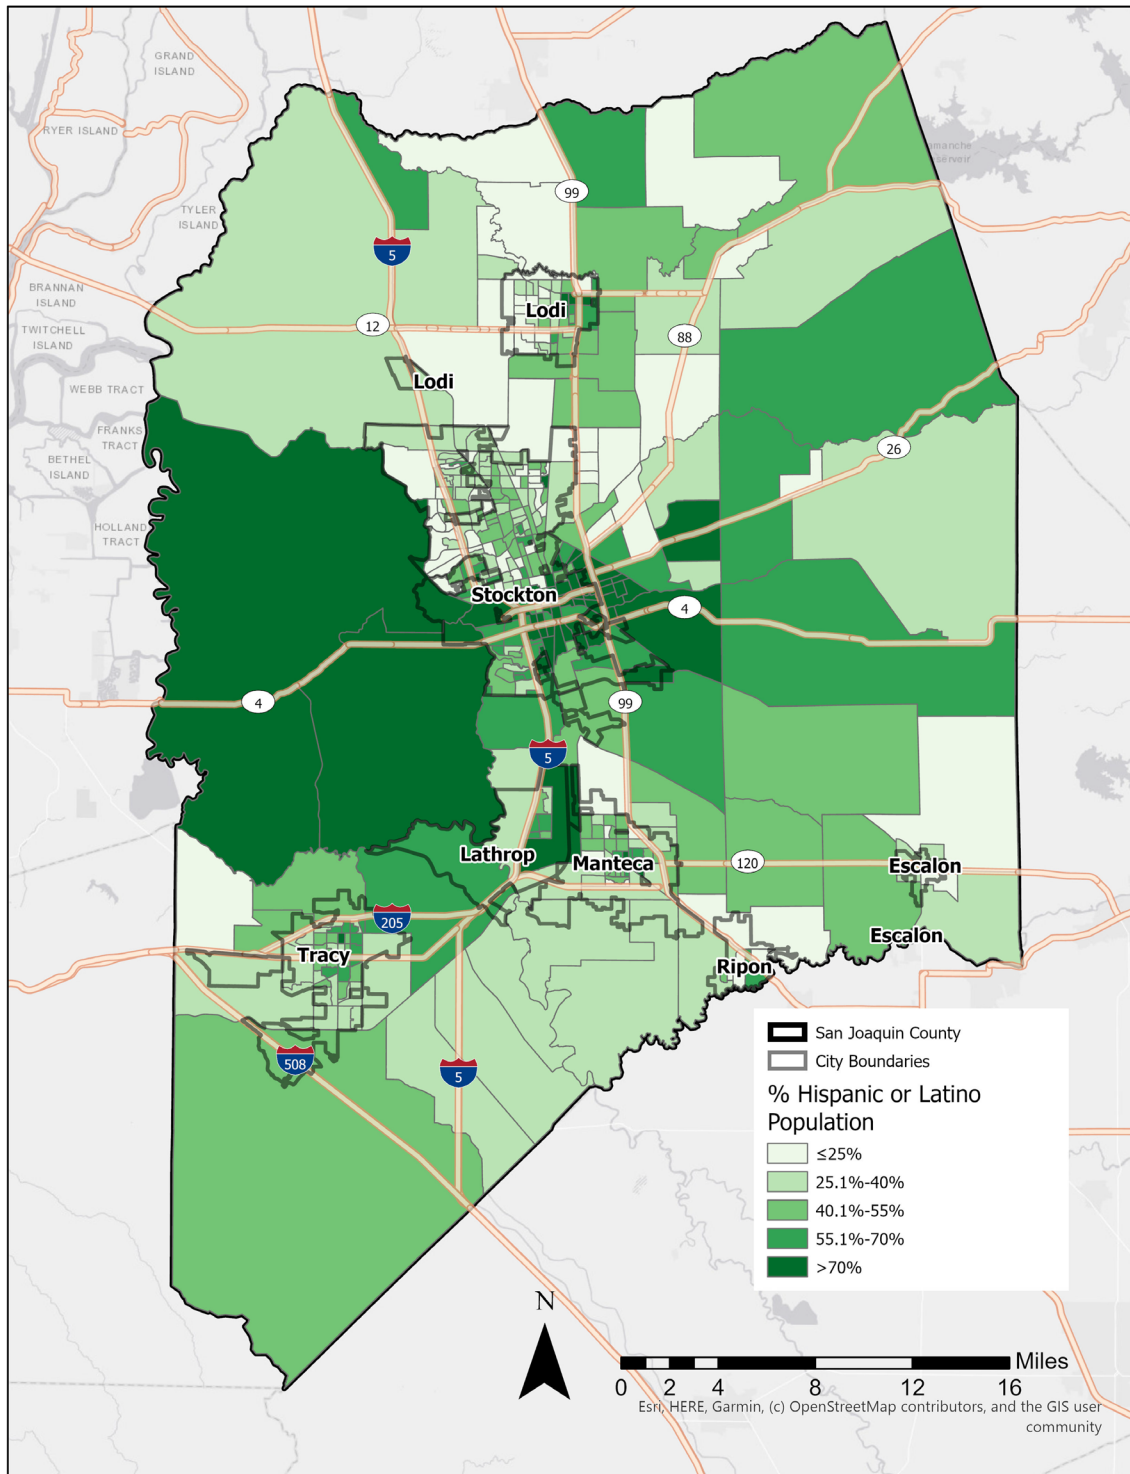 GRAND
ISLAND
RYER ISLAND
TYLER
ISLAND
99
5
BRANNAN
ISLAND
TWITCHELL
ISLAND
Lodi
12
88
WEBB TRACT
Lodi
FRANKS
TRACT
BETHEL
ISLAND
26
HOLLAND
TRACT
Stockton
4
4
99
5
Lathrop
Manteca
120
Escalon
205
Escalon
Tracy
Ripon
508
5
San Joaquin County
City Boundaries
% Hispanic or Latino
Population
≤25%
25.1%-40%
40.1%-55%
55.1%-70%
>70%
N
Miles
0 2 4 8 12 16
Esri, HERE, Garmin, (c) OpenStreetMap contributors, and the GIS user
community